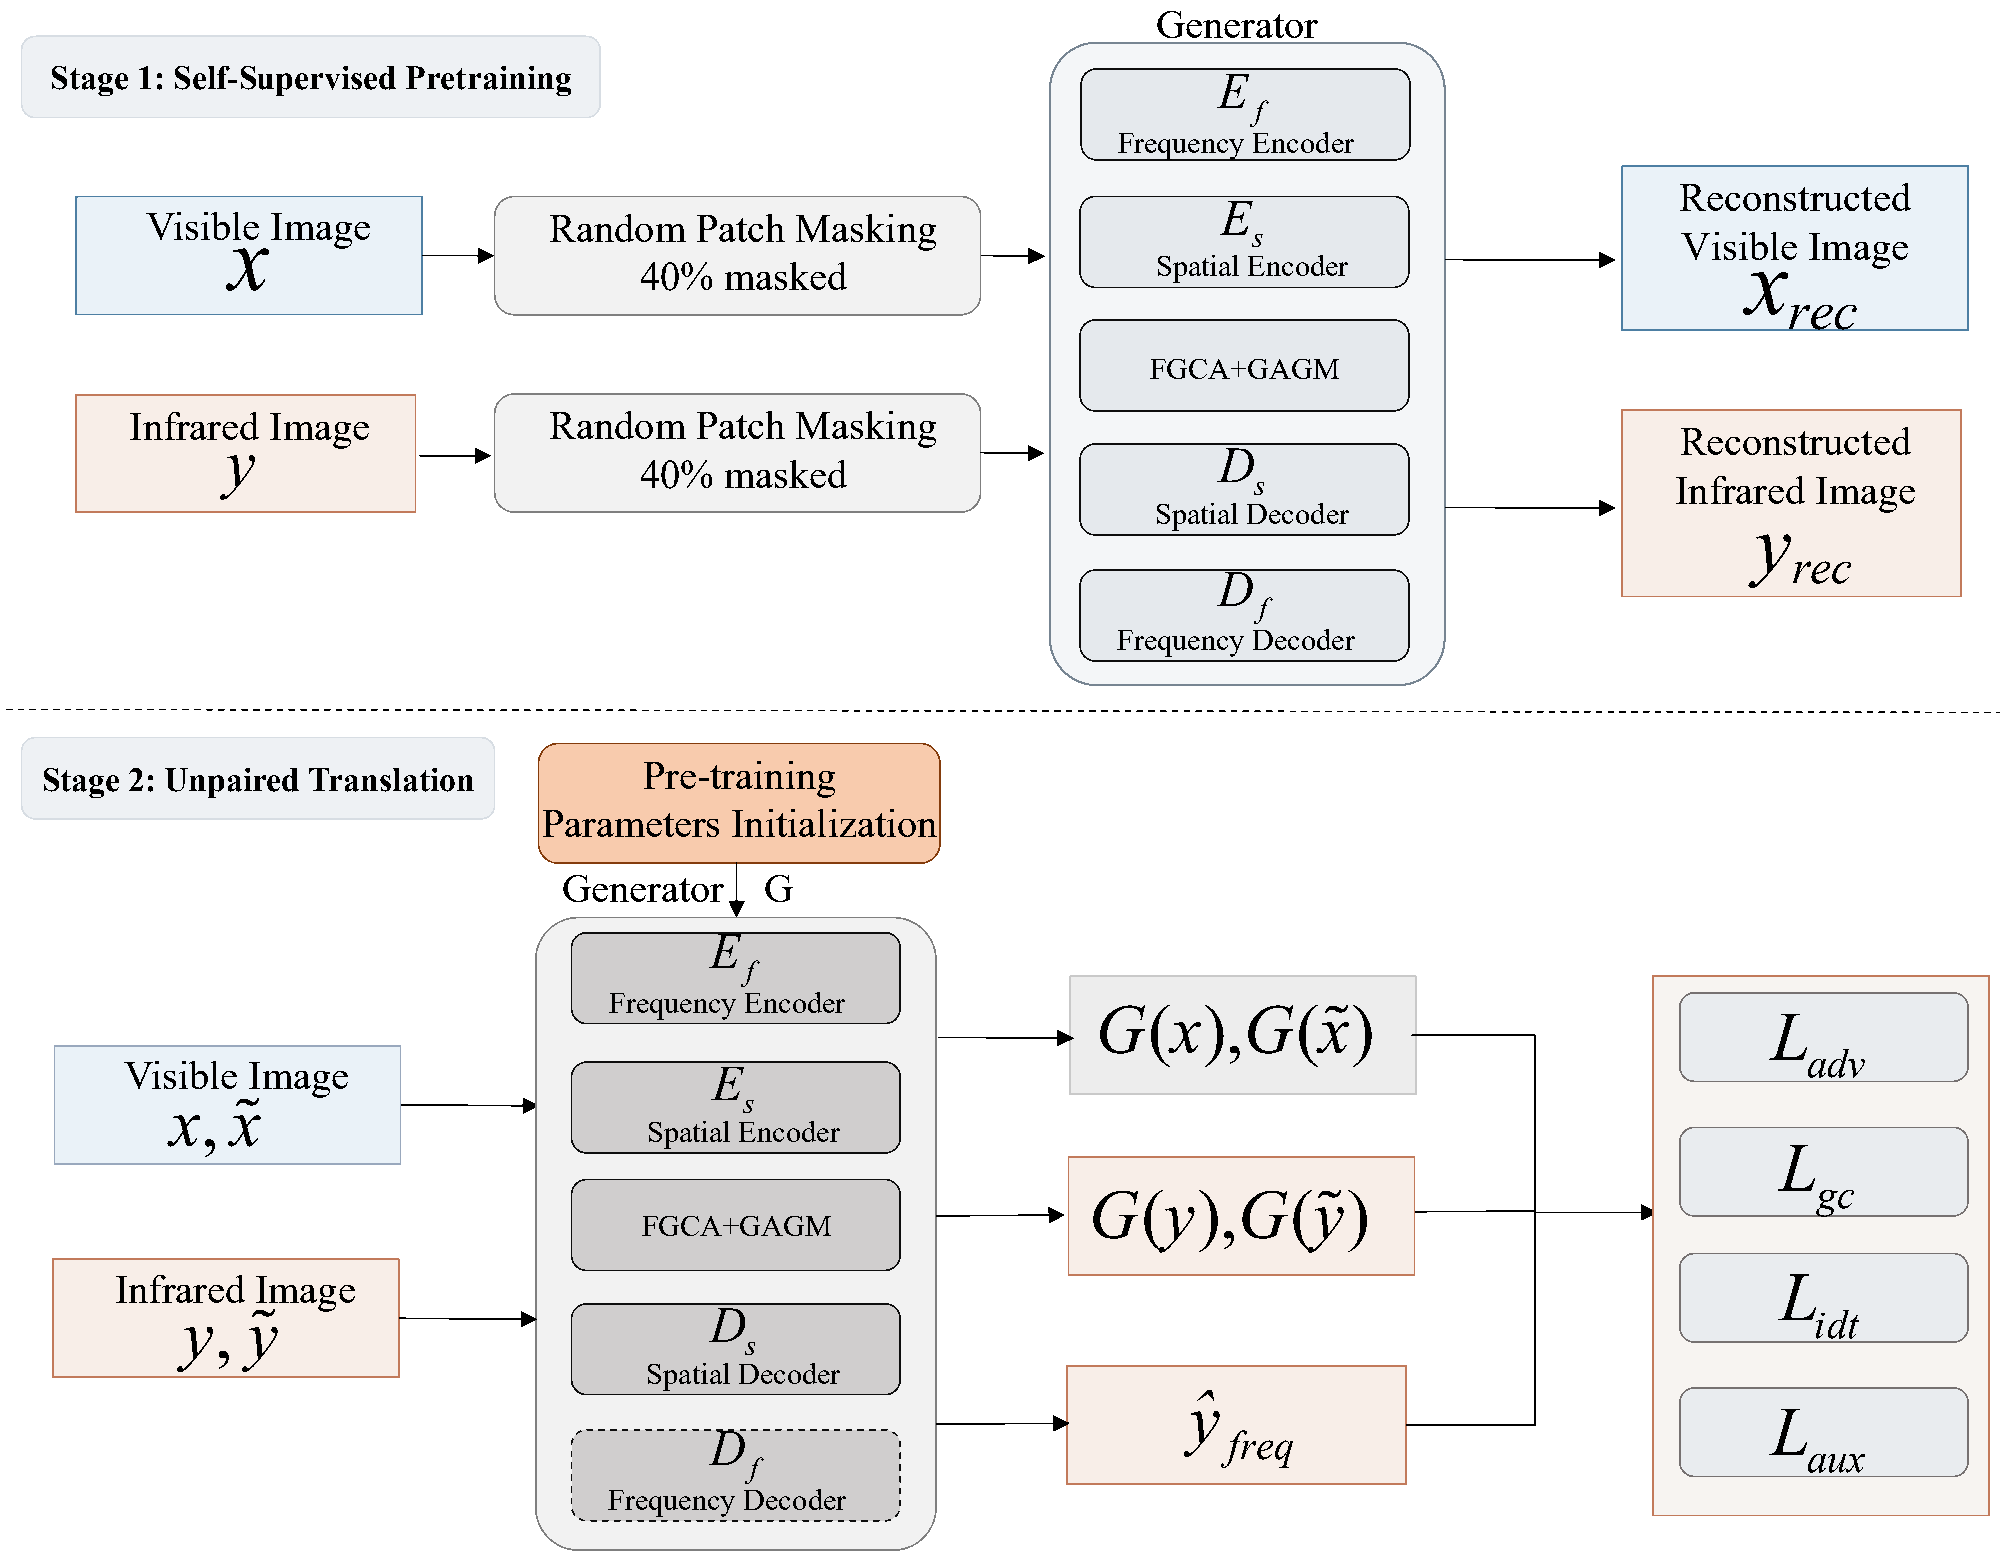 Generator
Stage 1: Self-Supervised Pretraining
E_f
Frequency Encoder
Visible Image
x
Random Patch Masking
40% masked
E_s
Spatial Encoder
Reconstructed
Visible Image
x_rec
FGCA+GAGM
Infrared Image
y
Random Patch Masking
40% masked
D_s
Spatial Decoder
Reconstructed
Infrared Image
y_rec
D_f
Frequency Decoder
Stage 2: Unpaired Translation
Pre-training
Parameters Initialization
Generator G
E_f
Frequency Encoder
Visible Image
x, x̃
E_s
Spatial Encoder
FGCA+GAGM
Infrared Image
y, ỹ
D_s
Spatial Decoder
D_f
Frequency Decoder
G(x),G(x̃)
G(y),G(ỹ)
ŷ_freq
L_adv
L_gc
L_idt
L_aux